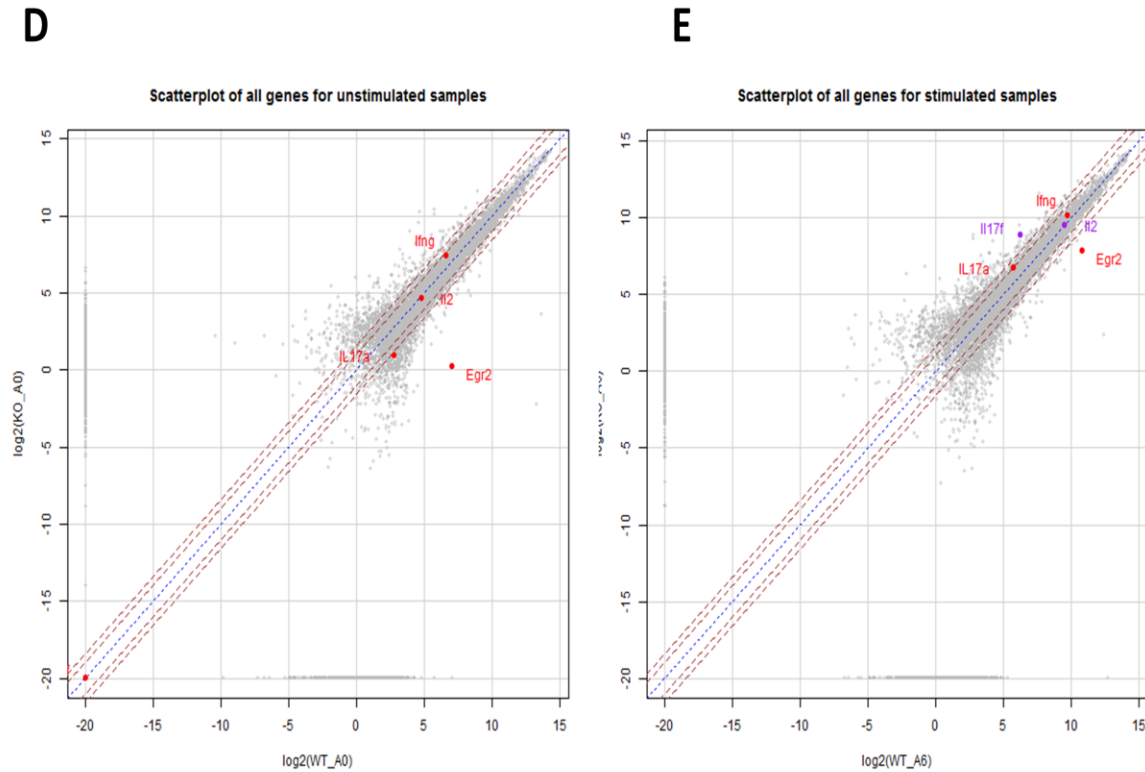 D
E
Scatterplot of all genes for unstimulated samples
Scatterplot of all genes for stimulated samples
log2(KO_A0)
15
10
5
0
-5
-10
-15
-20
Ifng
Il2
IL17a
Egr2
-20
-15
-10
-5
0
5
10
15
log2(WT_A0)
15
10
5
0
-5
-10
-15
-20
Ifng
Il17f
Il2
IL17a
Egr2
-20
-15
-10
-5
0
5
10
15
log2(WT_A6)